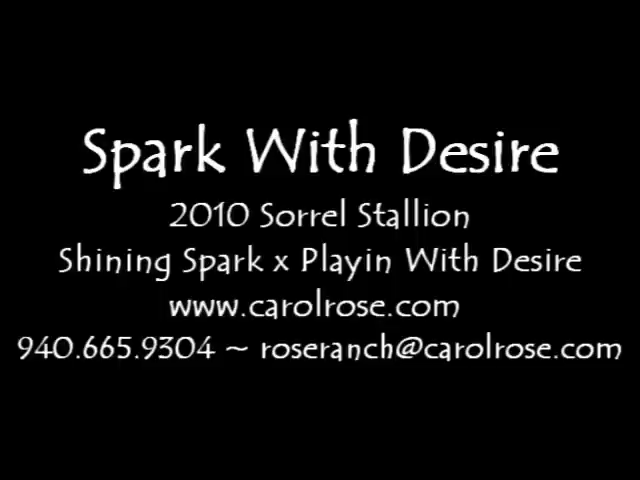 Spark With Desire
2010 Sorrel Stallion
Shining Spark x Playin With Desire
www.carolrose.com
940.665.9304 ~ roseranch@carolrose.com